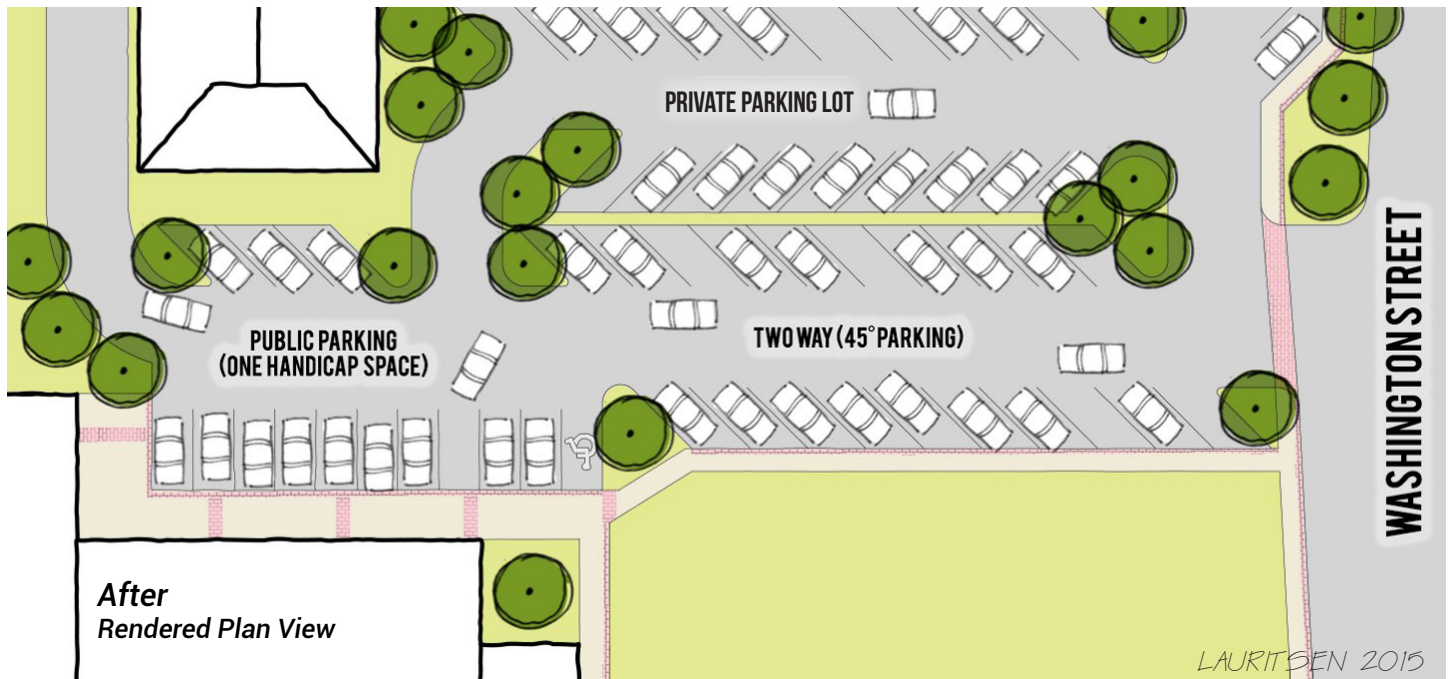 PRIVATE PARKING LOT
PUBLIC PARKING
(ONE HANDICAP SPACE)
TWO WAY (45° PARKING)
WASHINGTON STREET
After
Rendered Plan View
LAURITSEN 2015